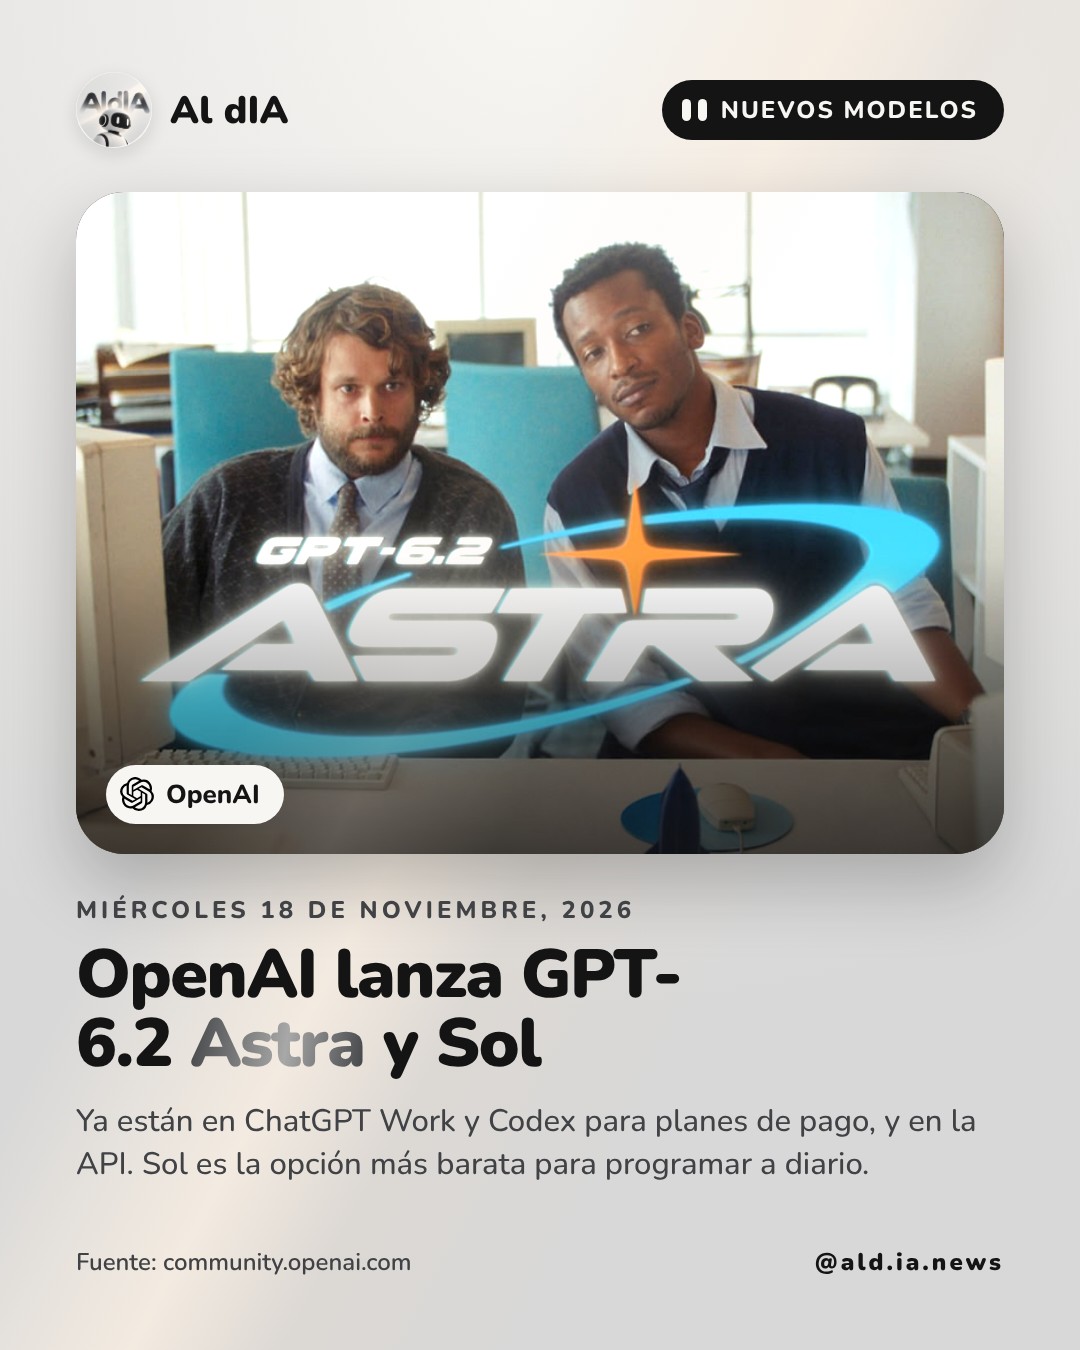 AldIA
Al dIA
NUEVOS MODELOS
GPT-6.2
ASTRA
OpenAI
MIÉRCOLES 18 DE NOVIEMBRE, 2026
OpenAI lanza GPT-
6.2 Astra y Sol
Ya están en ChatGPT Work y Codex para planes de pago, y en la
API. Sol es la opción más barata para programar a diario.
Fuente: community.openai.com
@ald.ia.news